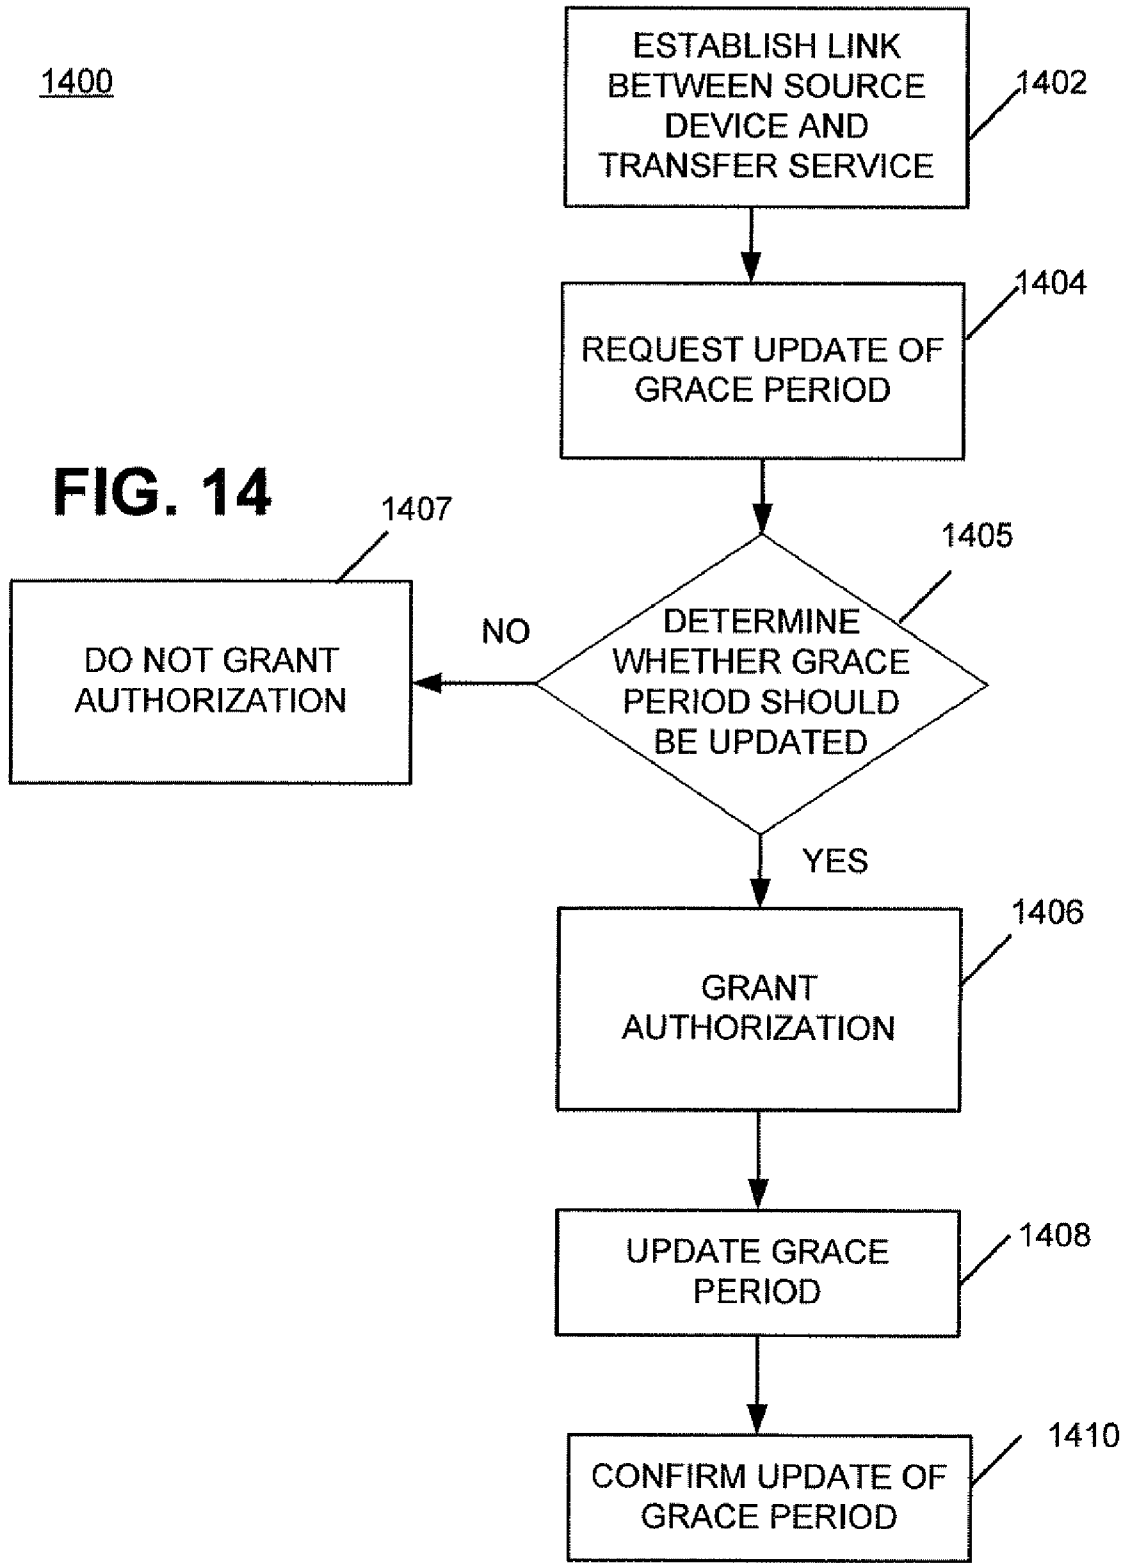 1400
ESTABLISH LINK
BETWEEN SOURCE
DEVICE AND
TRANSFER SERVICE
1402
1404
REQUEST UPDATE OF
GRACE PERIOD
FIG. 14
1407
1405
DO NOT GRANT
AUTHORIZATION
NO
DETERMINE
WHETHER GRACE
PERIOD SHOULD
BE UPDATED
YES
1406
GRANT
AUTHORIZATION
1408
UPDATE GRACE
PERIOD
1410
CONFIRM UPDATE OF
GRACE PERIOD